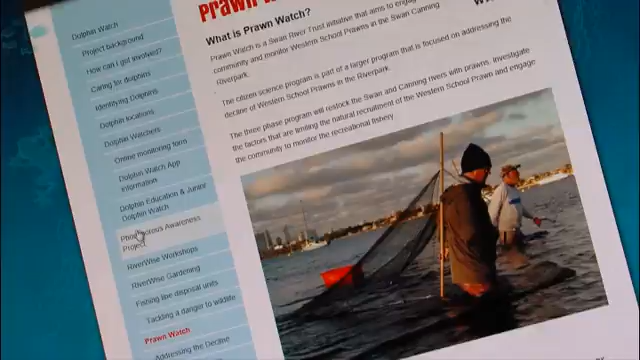 Dolphin Watch
Project background
How can I get involved?
Caring for dolphins
Identifying Dolphins
Dolphin locations
Dolphin Watchers
Online monitoring form
Dolphin Watch App
information
Dolphin Education & Junior
Dolphin Watch
Phosphorous Awareness
Project
RiverWise Workshops
RiverWise Gardening
Fishing line disposal units
Tackling a danger to wildlife
Prawn Watch
Addressing the Decline
Prawn
What is Prawn Watch?
Prawn Watch is a Swan River Trust initiative that aims to engage
community and monitor Western School Prawns in the Swan Canning
Riverpark.
The citizen science program is part of a larger program that is focused on addressing the
decline of Western School Prawns in the Riverpark.
The three phase program will restock the Swan and Canning rivers with prawns, investigate
the factors that are limiting the natural recruitment of the Western School Prawn and engage
the community to monitor the recreational fishery